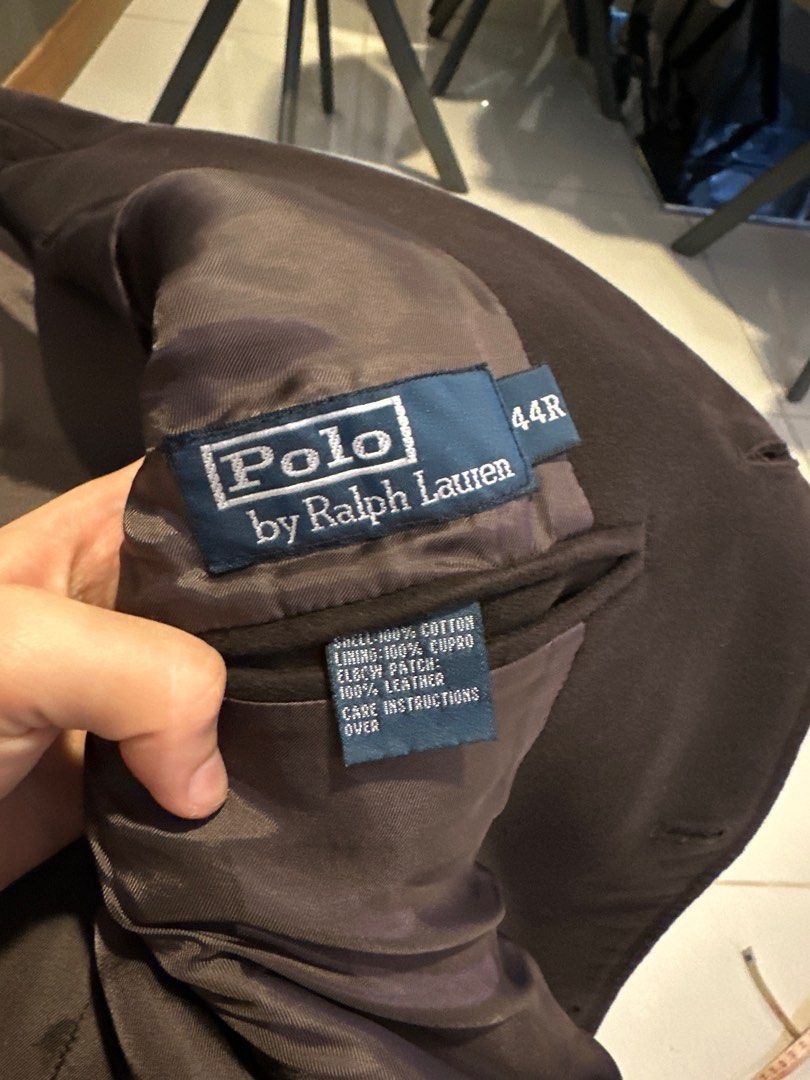 Polo
by Ralph Lauren
44R
SHELL:100% COTTON
LINING:100% CUPRO
ELBOW PATCH:
100% LEATHER
CARE INSTRUCTIONS
OVER